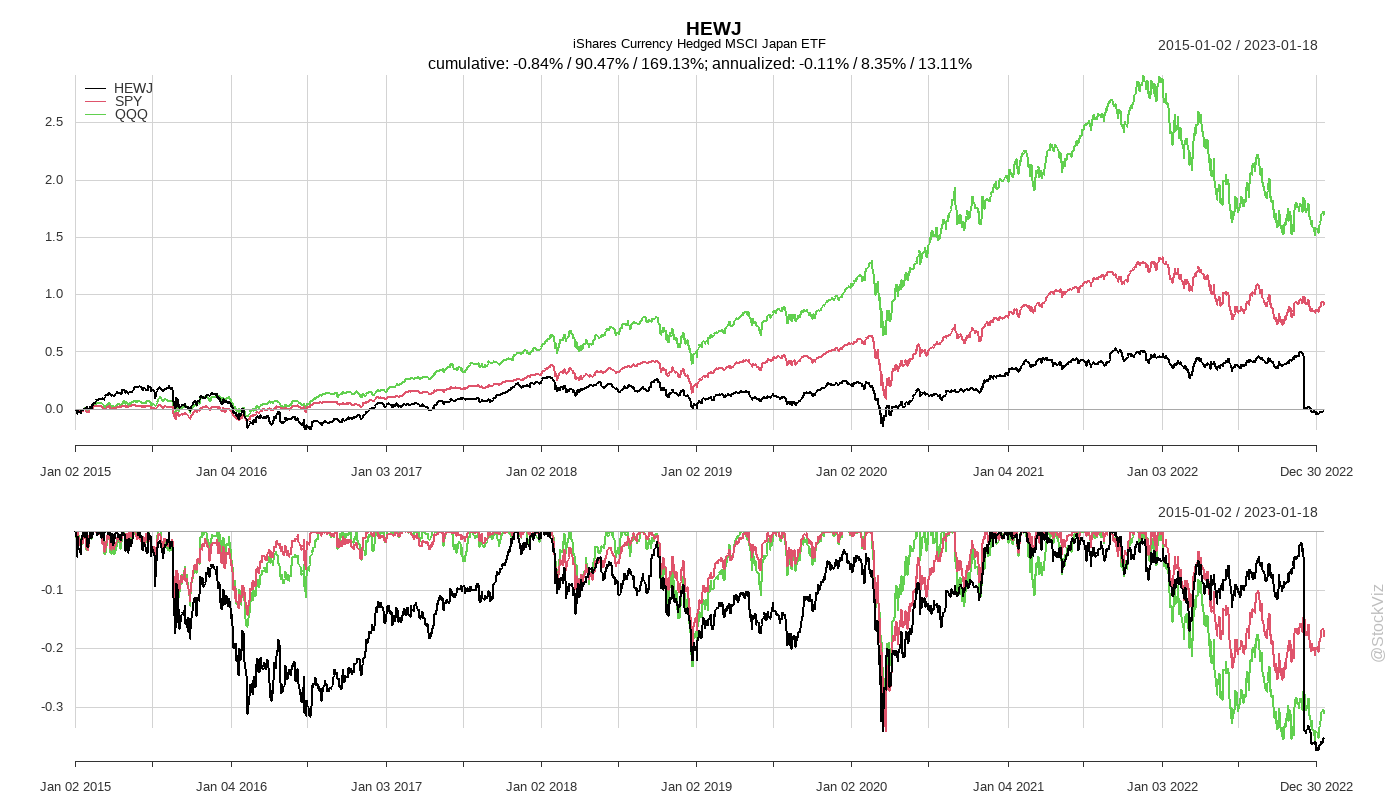 HEWJ
iShares Currency Hedged MSCI Japan ETF
2015-01-02 / 2023-01-18
cumulative: -0.84% / 90.47% / 169.13%; annualized: -0.11% / 8.35% / 13.11%
HEWJ
SPY
QQQ
2.5
2.0
1.5
1.0
0.5
0.0
Jan 02 2015 Jan 04 2016 Jan 03 2017 Jan 02 2018 Jan 02 2019 Jan 02 2020 Jan 04 2021 Jan 03 2022 Dec 30 2022
2015-01-02 / 2023-01-18
-0.1
-0.2
-0.3
Jan 02 2015 Jan 04 2016 Jan 03 2017 Jan 02 2018 Jan 02 2019 Jan 02 2020 Jan 04 2021 Jan 03 2022 Dec 30 2022
@StockViz